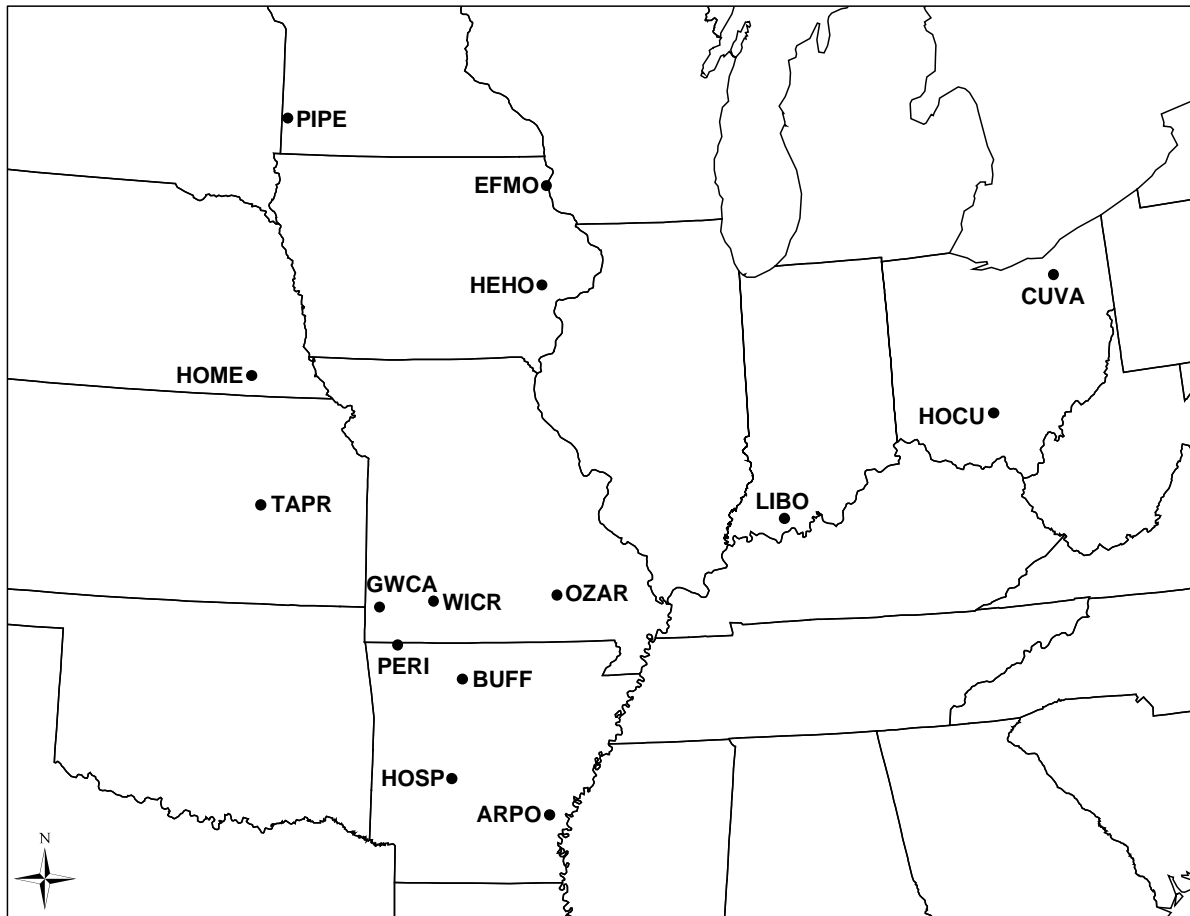 PIPE
EFMO
HEHO
CUVA
HOME
HOCU
TAPR
LIBO
GWCA
WICR
OZAR
PERI
BUFF
HOSP
ARPO
N